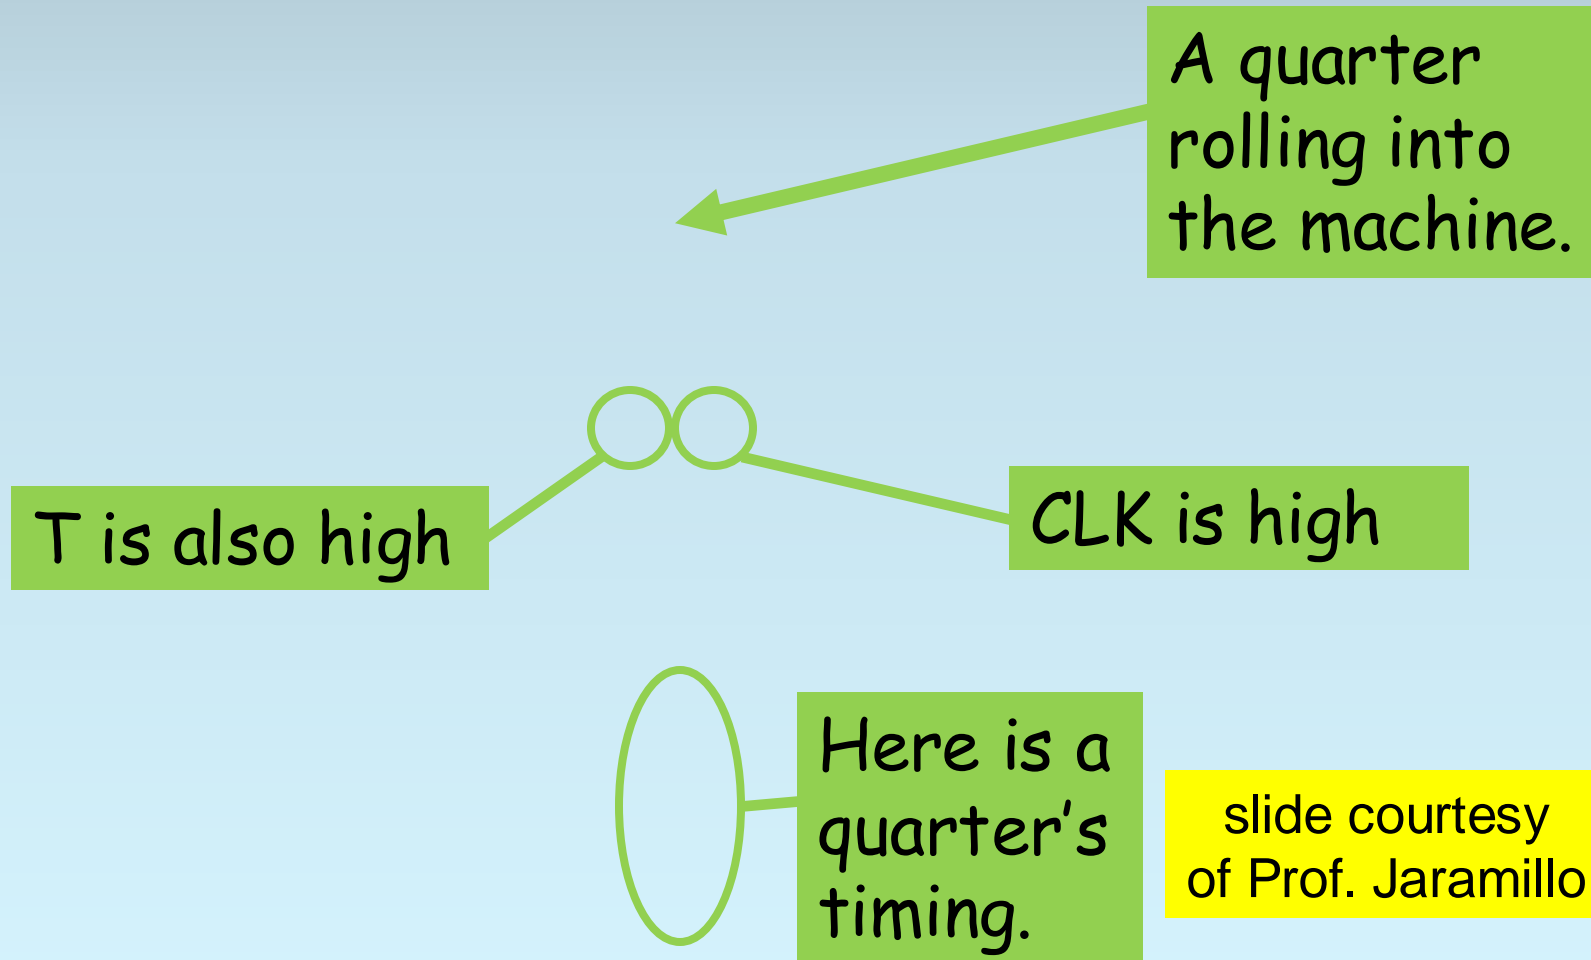 A quarter
rolling into
the machine.
T is also high
CLK is high
Here is a
quarter’s
timing.
slide courtesy
of Prof. Jaramillo